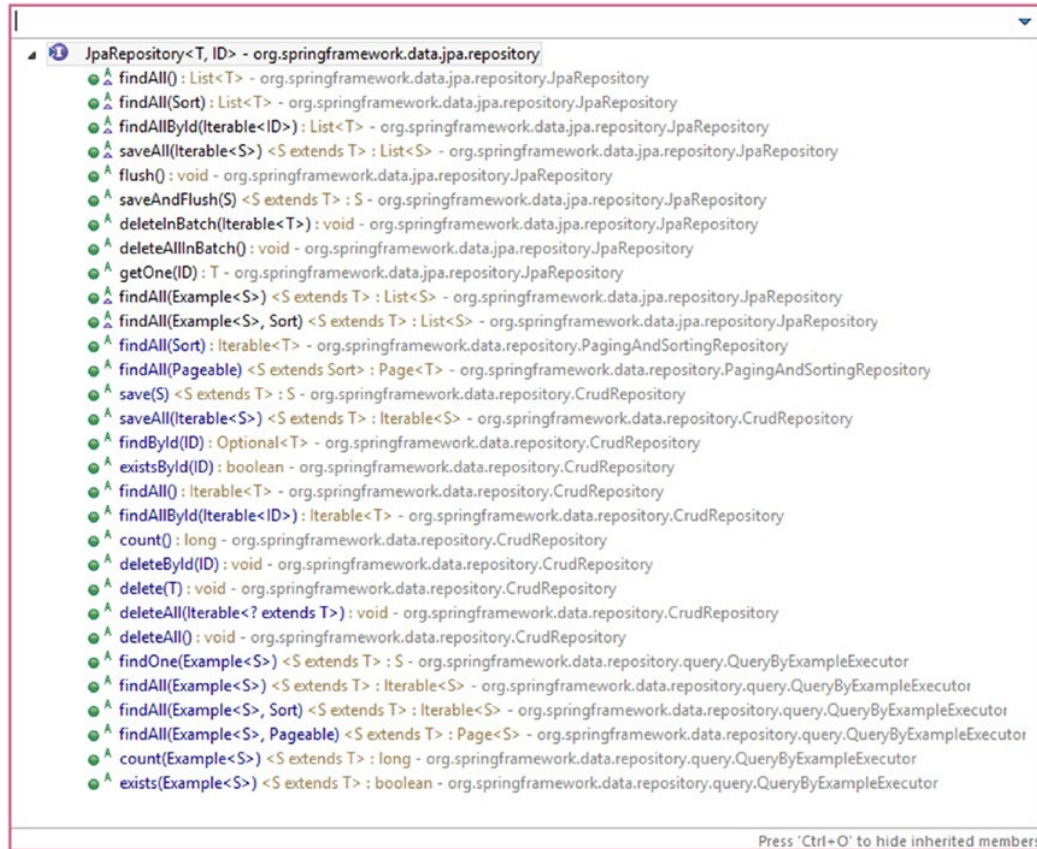 JpaRepository<T, ID> - org.springframework.data.jpa.repository
findAll() : List<T> - org.springframework.data.jpa.repository.JpaRepository
findAll(Sort) : List<T> - org.springframework.data.jpa.repository.JpaRepository
findAllById(Iterable<ID>) : List<T> - org.springframework.data.jpa.repository.JpaRepository
saveAll(Iterable<S>) <S extends T> : List<S> - org.springframework.data.jpa.repository.JpaRepository
flush() : void - org.springframework.data.jpa.repository.JpaRepository
saveAndFlush(S) <S extends T> : S - org.springframework.data.jpa.repository.JpaRepository
deleteInBatch(Iterable<T>) : void - org.springframework.data.jpa.repository.JpaRepository
deleteAllInBatch() : void - org.springframework.data.jpa.repository.JpaRepository
getOne(ID) : T - org.springframework.data.jpa.repository.JpaRepository
findAll(Example<S>) <S extends T> : List<S> - org.springframework.data.jpa.repository.JpaRepository
findAll(Example<S>, Sort) <S extends T> : List<S> - org.springframework.data.jpa.repository.JpaRepository
findAll(Sort) : Iterable<T> - org.springframework.data.repository.PagingAndSortingRepository
findAll(Pageable) <S extends Sort> : Page<T> - org.springframework.data.repository.PagingAndSortingRepository
save(S) <S extends T> : S - org.springframework.data.repository.CrudRepository
saveAll(Iterable<S>) <S extends T> : Iterable<S> - org.springframework.data.repository.CrudRepository
findById(ID) : Optional<T> - org.springframework.data.repository.CrudRepository
existsById(ID) : boolean - org.springframework.data.repository.CrudRepository
findAll() : Iterable<T> - org.springframework.data.repository.CrudRepository
findAllById(Iterable<ID>) : Iterable<T> - org.springframework.data.repository.CrudRepository
count() : long - org.springframework.data.repository.CrudRepository
deleteById(ID) : void - org.springframework.data.repository.CrudRepository
delete(T) : void - org.springframework.data.repository.CrudRepository
deleteAll(Iterable<? extends T>) : void - org.springframework.data.repository.CrudRepository
deleteAll() : void - org.springframework.data.repository.CrudRepository
findOne(Example<S>) <S extends T> : S - org.springframework.data.repository.query.QueryByExampleExecutor
findAll(Example<S>) <S extends T> : Iterable<S> - org.springframework.data.repository.query.QueryByExampleExecutor
findAll(Example<S>, Sort) <S extends T> : Iterable<S> - org.springframework.data.repository.query.QueryByExampleExecutor
findAll(Example<S>, Pageable) <S extends T> : Page<S> - org.springframework.data.repository.query.QueryByExampleExecutor
count(Example<S>) <S extends T> : long - org.springframework.data.repository.query.QueryByExampleExecutor
exists(Example<S>) <S extends T> : boolean - org.springframework.data.repository.query.QueryByExampleExecutor
Press 'Ctrl+O' to hide inherited members